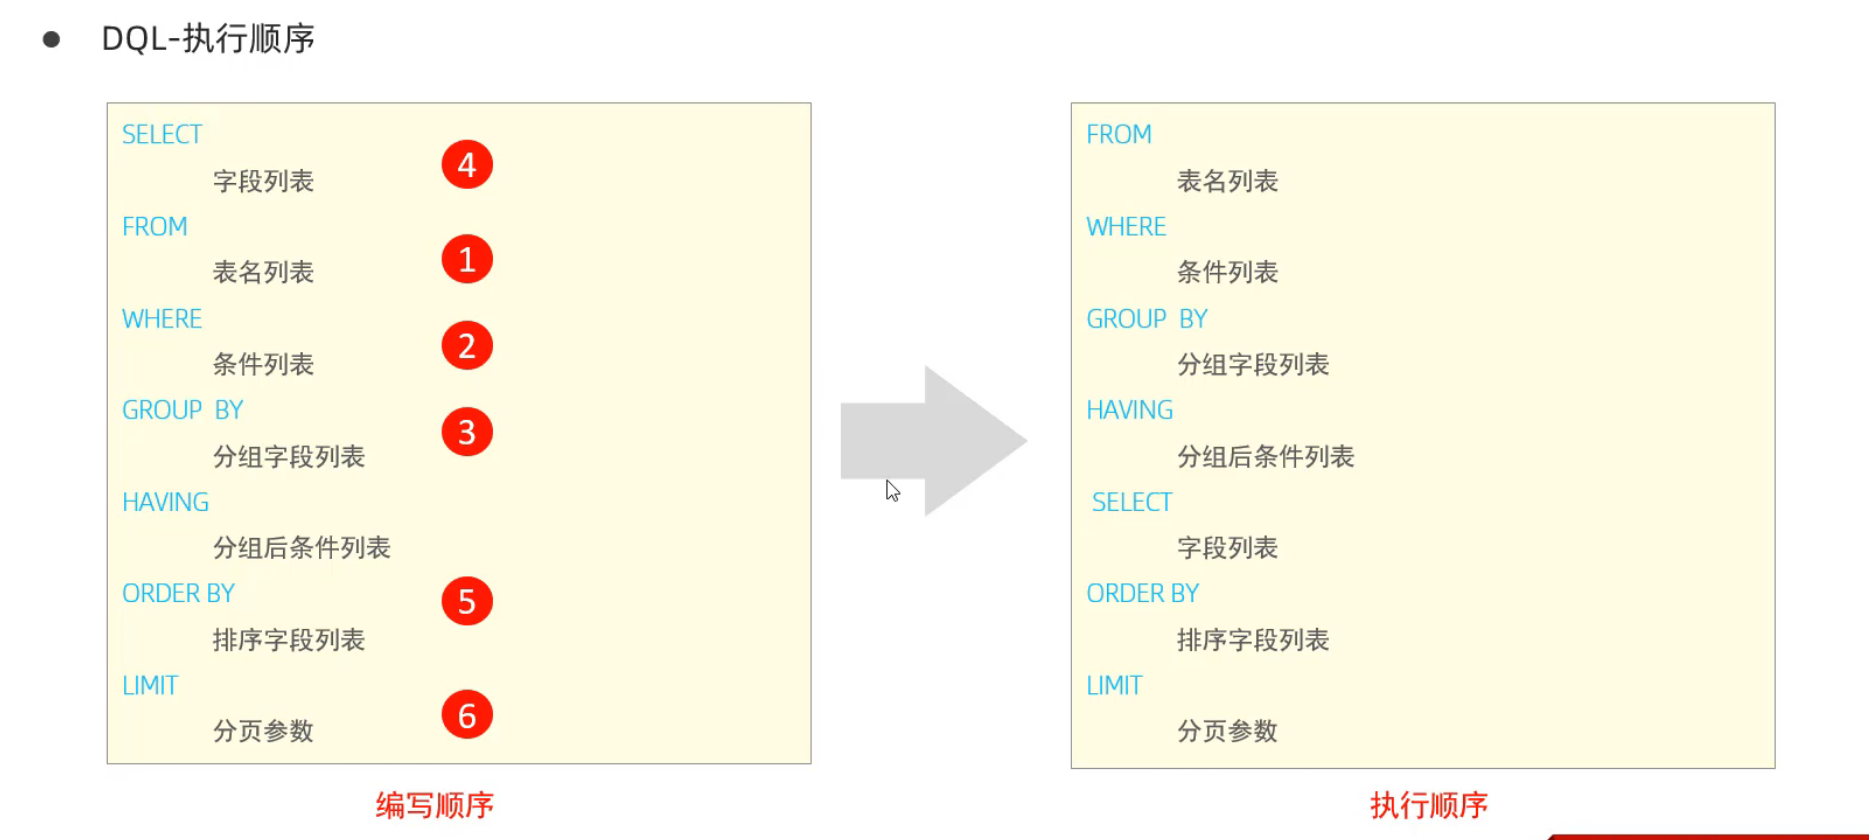 DQL-执行顺序
SELECT
字段列表
4
FROM
表名列表
1
WHERE
条件列表
2
GROUP BY
分组字段列表
3
HAVING
分组后条件列表
ORDER BY
排序字段列表
5
LIMIT
分页参数
6
编写顺序
FROM
表名列表
WHERE
条件列表
GROUP BY
分组字段列表
HAVING
分组后条件列表
SELECT
字段列表
ORDER BY
排序字段列表
LIMIT
分页参数
执行顺序